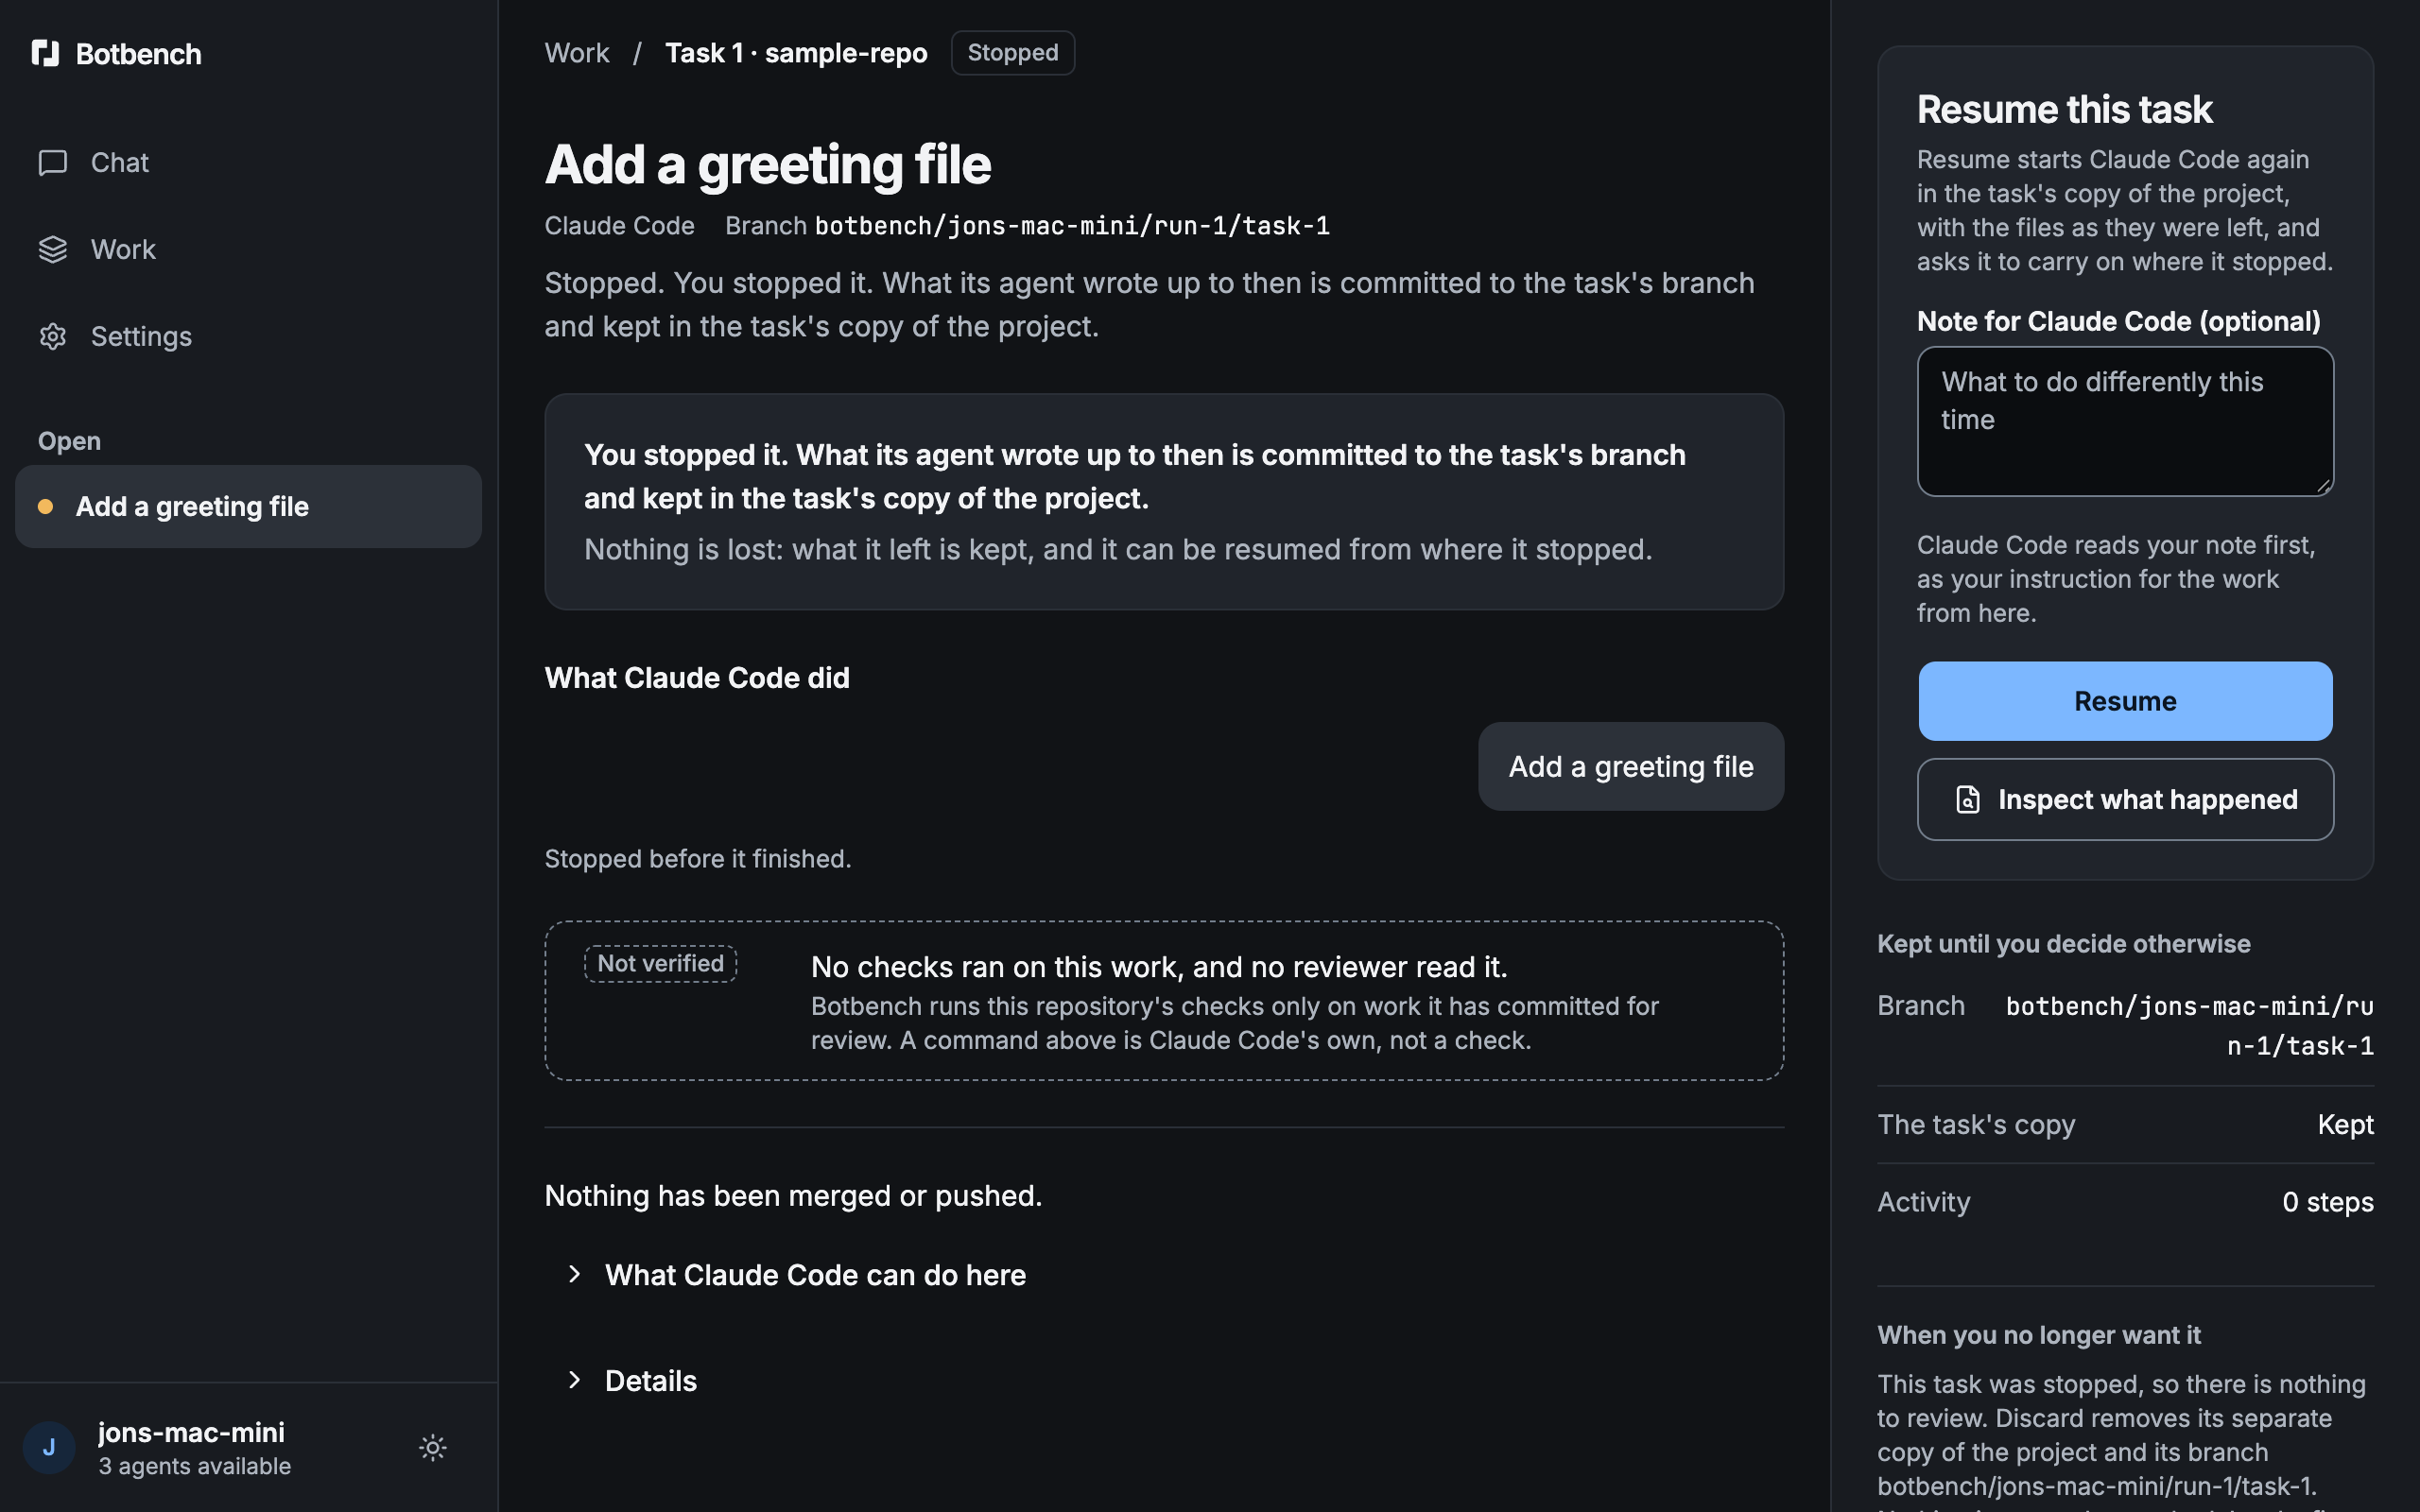 Botbench
Chat
Work
Settings
Open
Add a greeting file
jons-mac-mini
3 agents available
J
Work / Task 1 · sample-repo Stopped
Add a greeting file
Claude Code Branch botbench/jons-mac-mini/run-1/task-1
Stopped. You stopped it. What its agent wrote up to then is committed to the task's branch
and kept in the task's copy of the project.
You stopped it. What its agent wrote up to then is committed to the task's branch
and kept in the task's copy of the project.
Nothing is lost: what it left is kept, and it can be resumed from where it stopped.
What Claude Code did
Add a greeting file
Stopped before it finished.
Not verified
No checks ran on this work, and no reviewer read it.
Botbench runs this repository's checks only on work it has committed for
review. A command above is Claude Code's own, not a check.
Nothing has been merged or pushed.
What Claude Code can do here
Details
Resume this task
Resume starts Claude Code again
in the task's copy of the project,
with the files as they were left, and
asks it to carry on where it stopped.
Note for Claude Code (optional)
What to do differently this
time
Claude Code reads your note first,
as your instruction for the work
from here.
Resume
Inspect what happened
Kept until you decide otherwise
Branch botbench/jons-mac-mini/ru
n-1/task-1
The task's copy Kept
Activity 0 steps
When you no longer want it
This task was stopped, so there is nothing
to review. Discard removes its separate
copy of the project and its branch
botbench/jons-mac-mini/run-1/task-1.